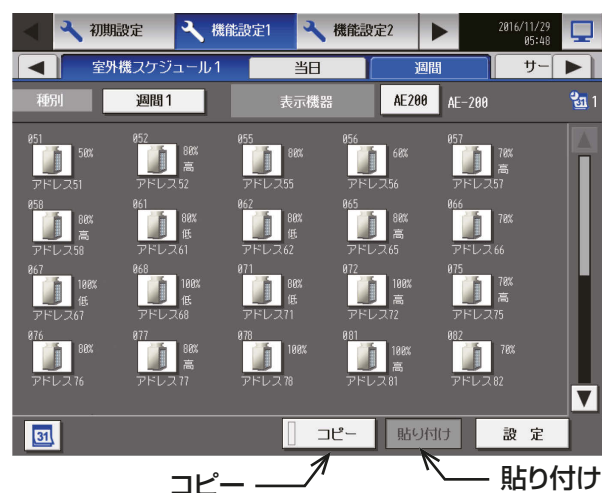 初期設定 機能設定1 機能設定2 2016/11/29
05:48
室外機スケジュール1 当日 週間 サー
種別 週間1 表示機器 AE200 AE-200 1
051 052 055 056 057
50% 80% 80% 60% 70%
高 高
アドレス51 アドレス52 アドレス55 アドレス56 アドレス57
058 061 062 065 066
80% 80% 80% 80% 70%
高 低 低 高
アドレス58 アドレス61 アドレス62 アドレス65 アドレス66
067 068 071 072 075
100% 100% 80% 100% 70%
低 低 低 高 高
アドレス67 アドレス68 アドレス71 アドレス72 アドレス75
076 077 078 081 082
80% 80% 100% 100% 70%
高 高
アドレス76 アドレス77 アドレス78 アドレス81 アドレス82
31 コピー 貼り付け 設 定
コピー 貼り付け